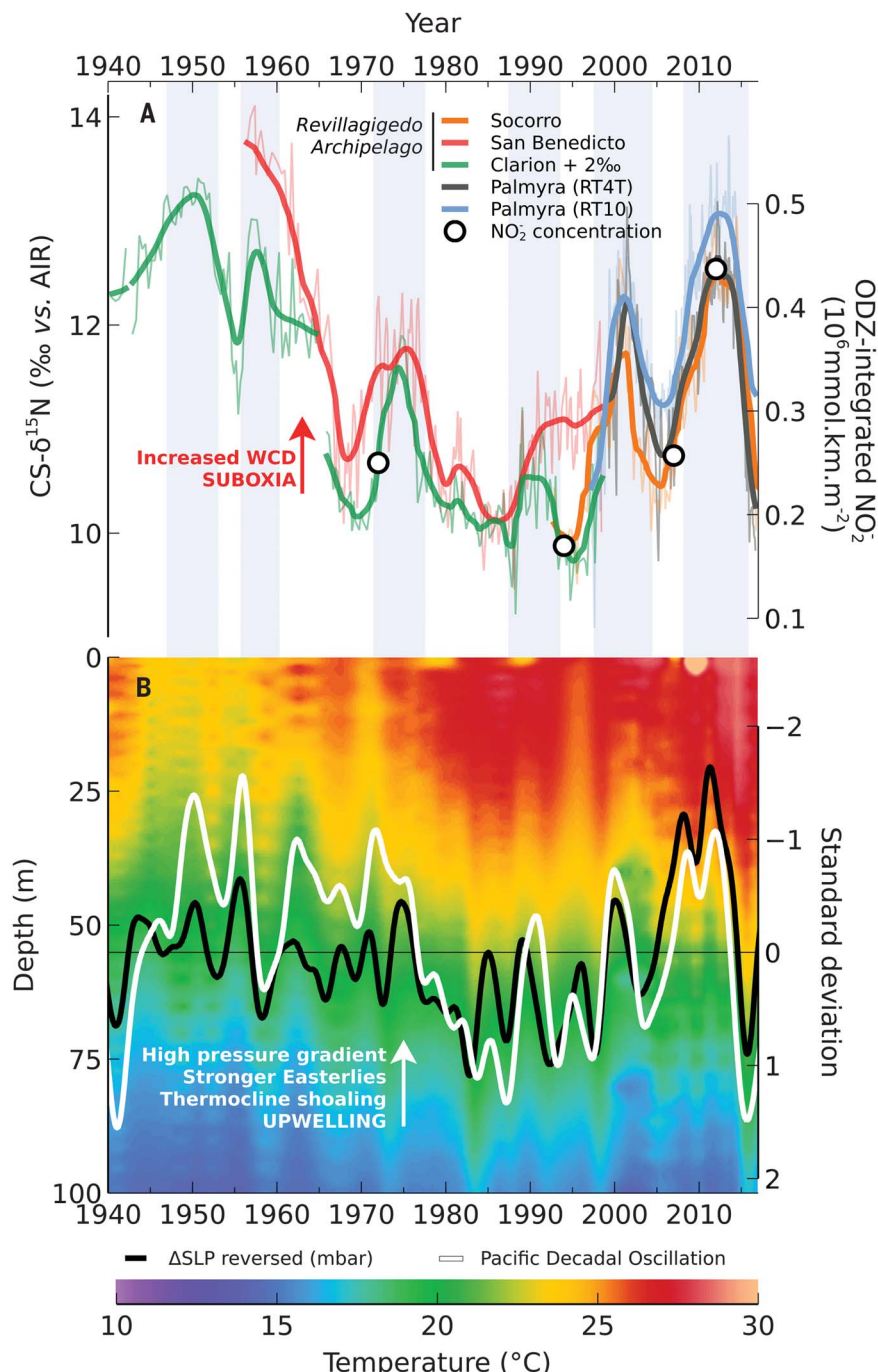 Year
1940 1950 1960 1970 1980 1990 2000 2010
A
14
12
10
CS-δ¹⁵N (‰ vs. AIR)
Revillagigedo
Archipelago
Socorro
San Benedicto
Clarion + 2‰
Palmyra (RT4T)
Palmyra (RT10)
NO₂⁻ concentration
Increased WCD
SUBOXIA
0.5
0.4
0.3
0.2
0.1
ODZ-integrated NO₂⁻
(10⁶mmol.km.m⁻²)
B
0
25
50
75
100
Depth (m)
−2
−1
0
1
2
Standard deviation
High pressure gradient
Stronger Easterlies
Thermocline shoaling
UPWELLING
1940 1950 1960 1970 1980 1990 2000 2010
ΔSLP reversed (mbar)
Pacific Decadal Oscillation
10 15 20 25 30
Temperature (°C)